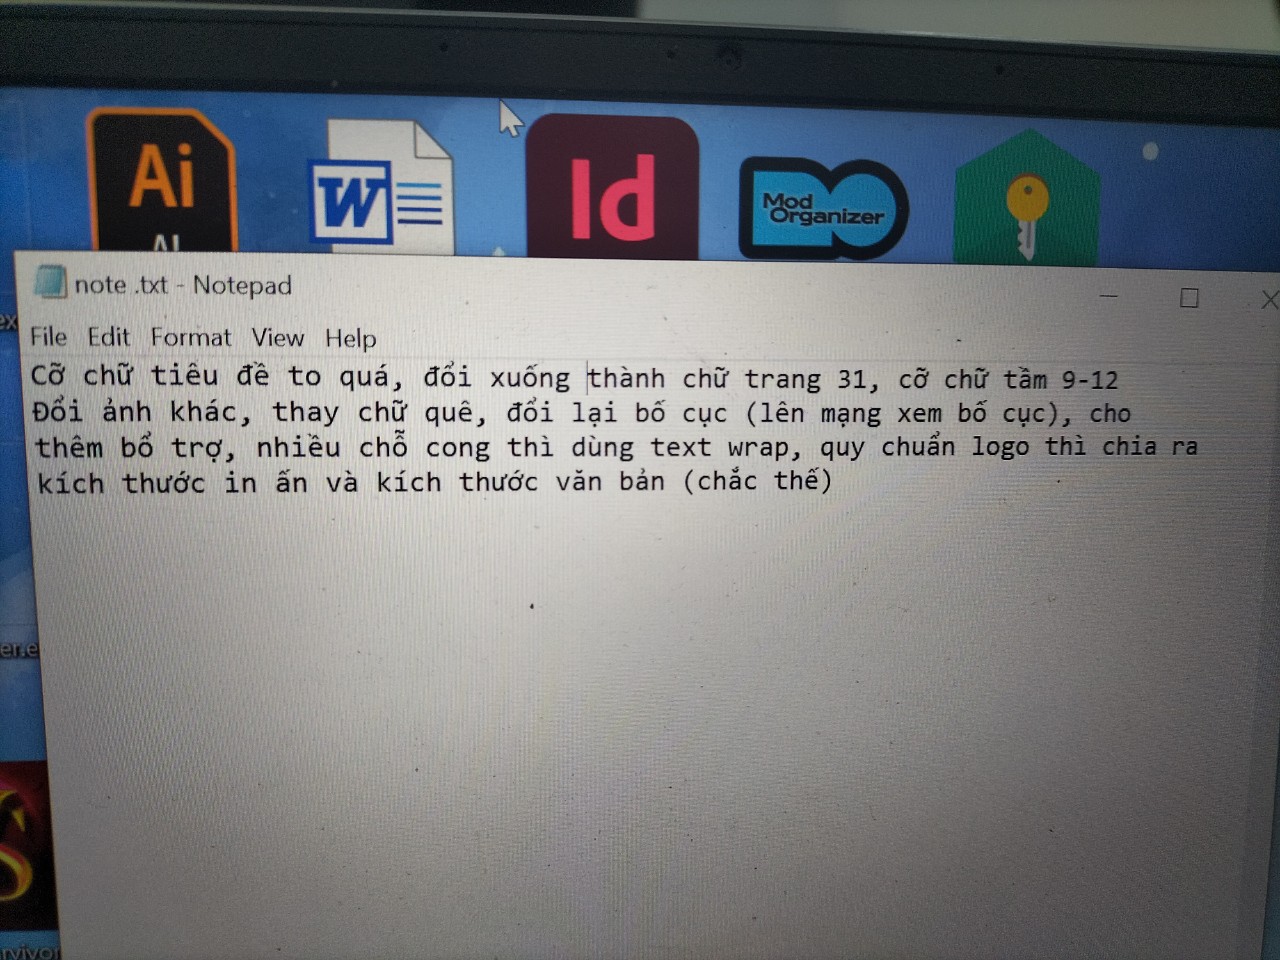 Ai
AI
W
Id
Mod
Organizer
note .txt - Notepad
File Edit Format View Help
Cỡ chữ tiêu đề to quá, đổi xuống thành chữ trang 31, cỡ chữ tầm 9-12
Đổi ảnh khác, thay chữ quê, đổi lại bố cục (lên mạng xem bố cục), cho
thêm bổ trợ, nhiều chỗ cong thì dùng text wrap, quy chuẩn logo thì chia ra
kích thước in ấn và kích thước văn bản (chắc thế)